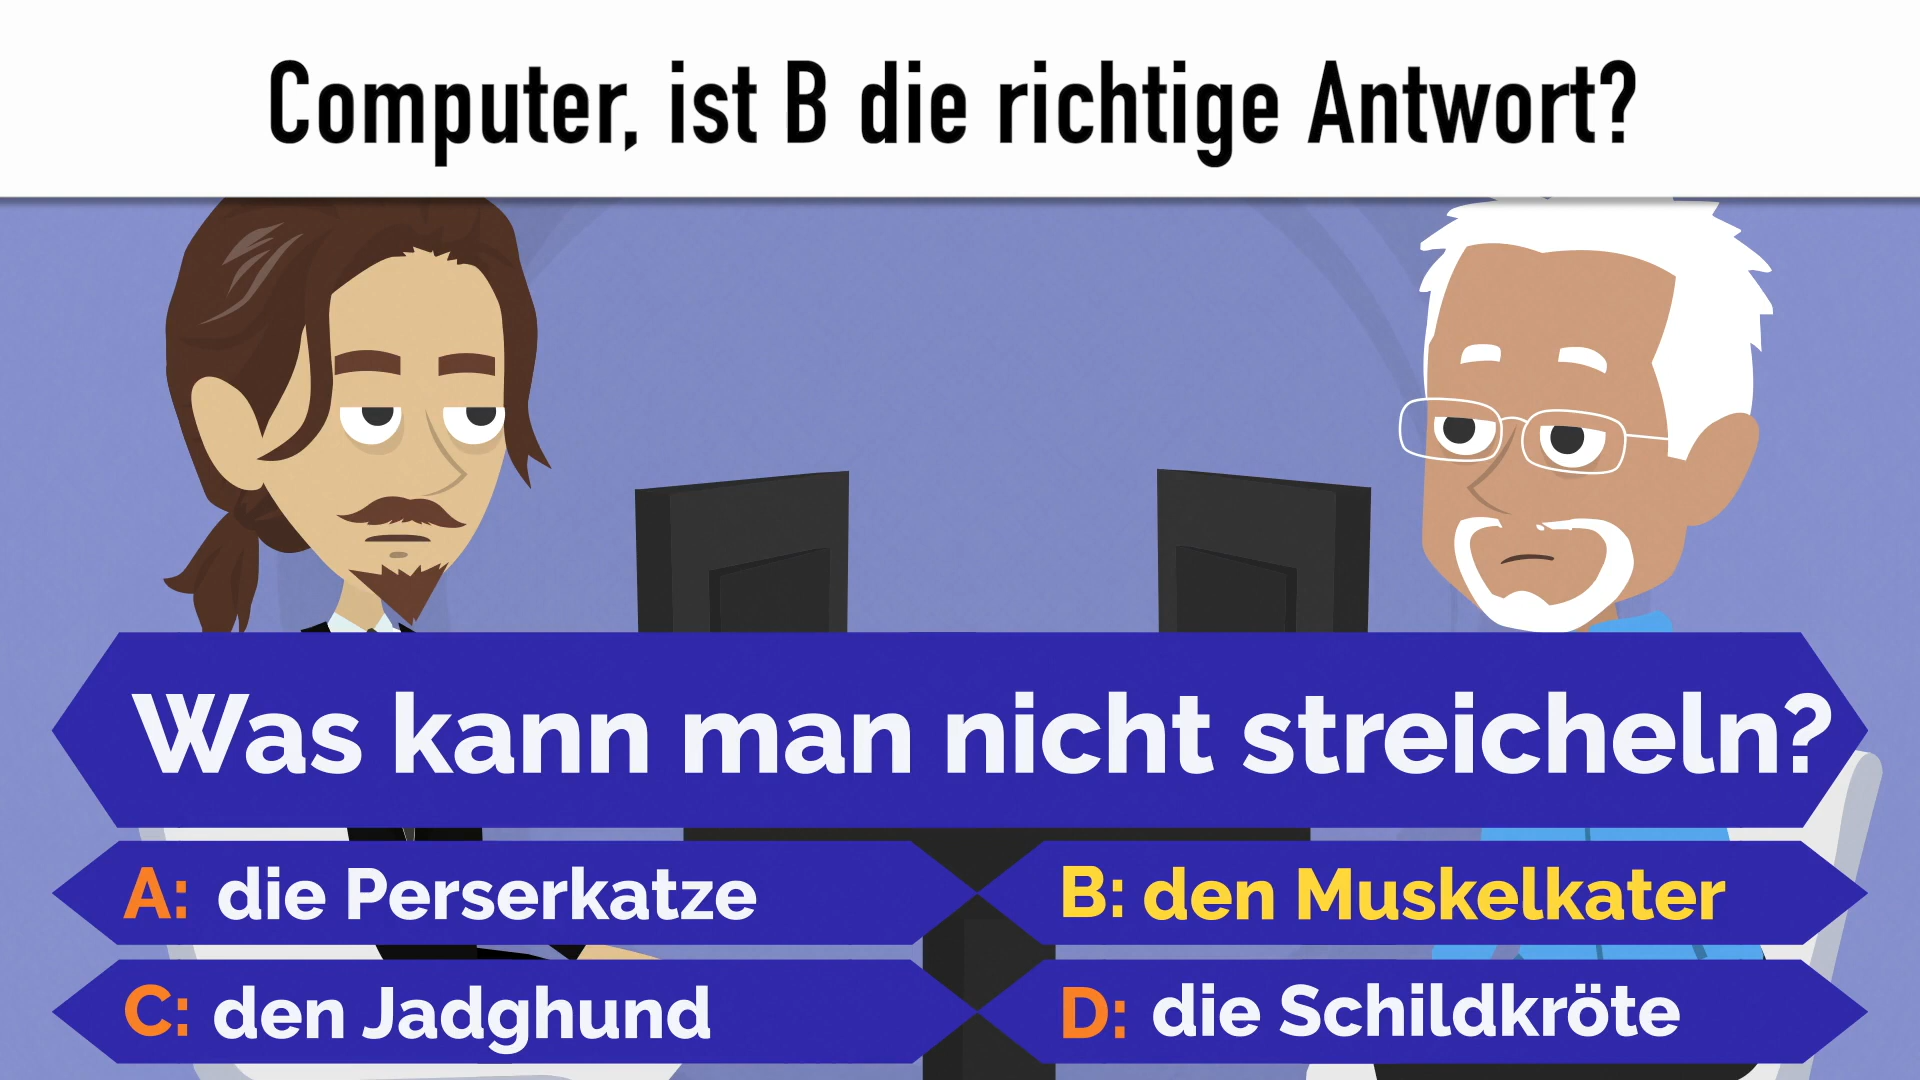 Computer, ist B die richtige Antwort?
Was kann man nicht streicheln?
A: die Perserkatze
B: den Muskelkater
C: den Jadghund
D: die Schildkröte